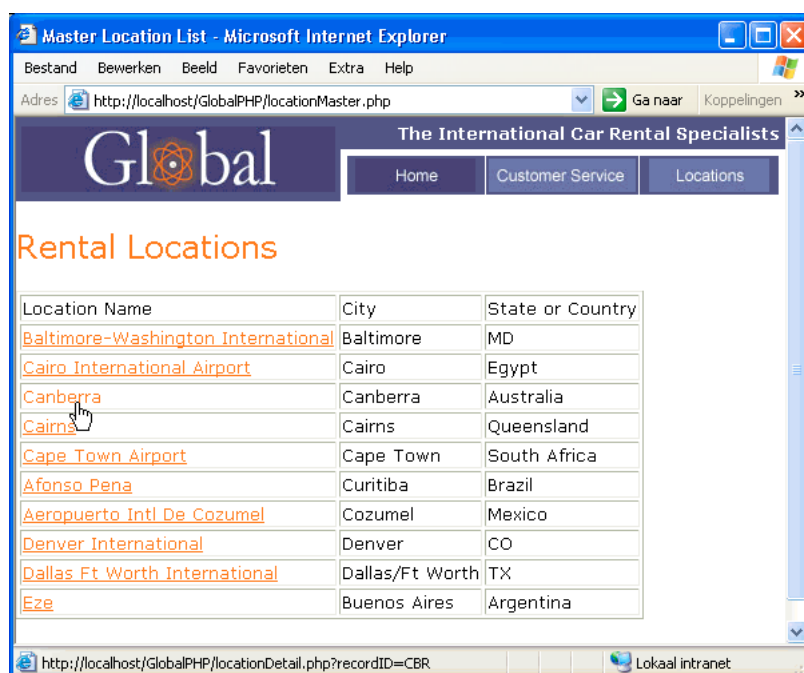 Master Location List - Microsoft Internet Explorer
Bestand Bewerken Beeld Favorieten Extra Help
Adres http://localhost/GlobalPHP/locationMaster.php Ga naar Koppelingen »
Global
The International Car Rental Specialists
Home Customer Service Locations
Rental Locations
Location Name City State or Country
Baltimore-Washington International Baltimore MD
Cairo International Airport Cairo Egypt
Canberra Canberra Australia
Cairns Cairns Queensland
Cape Town Airport Cape Town South Africa
Afonso Pena Curitiba Brazil
Aeropuerto Intl De Cozumel Cozumel Mexico
Denver International Denver CO
Dallas Ft Worth International Dallas/Ft Worth TX
Eze Buenos Aires Argentina
http://localhost/GlobalPHP/locationDetail.php?recordID=CBR Lokaal intranet